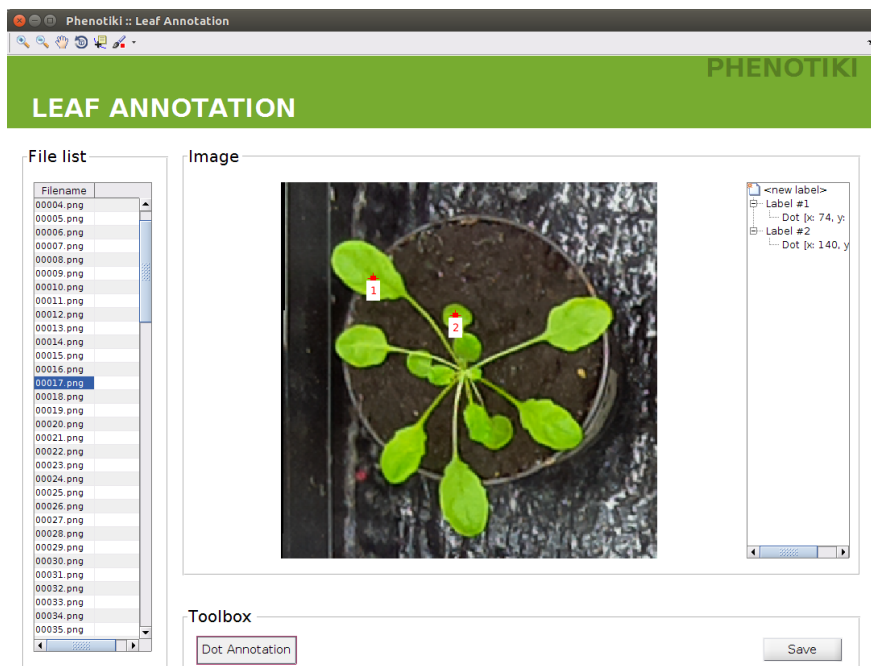 Phenotiki :: Leaf Annotation
PHENOTIKI
LEAF ANNOTATION
File list
Filename
00004.png
00005.png
00006.png
00007.png
00008.png
00009.png
00010.png
00011.png
00012.png
00013.png
00014.png
00015.png
00016.png
00017.png
00018.png
00019.png
00020.png
00021.png
00022.png
00023.png
00024.png
00025.png
00026.png
00027.png
00028.png
00029.png
00030.png
00031.png
00032.png
00033.png
00034.png
00035.png
Image
1
2
<new label>
Label #1
Dot [x: 74, y:
Label #2
Dot [x: 140, y
Toolbox
Dot Annotation
Save